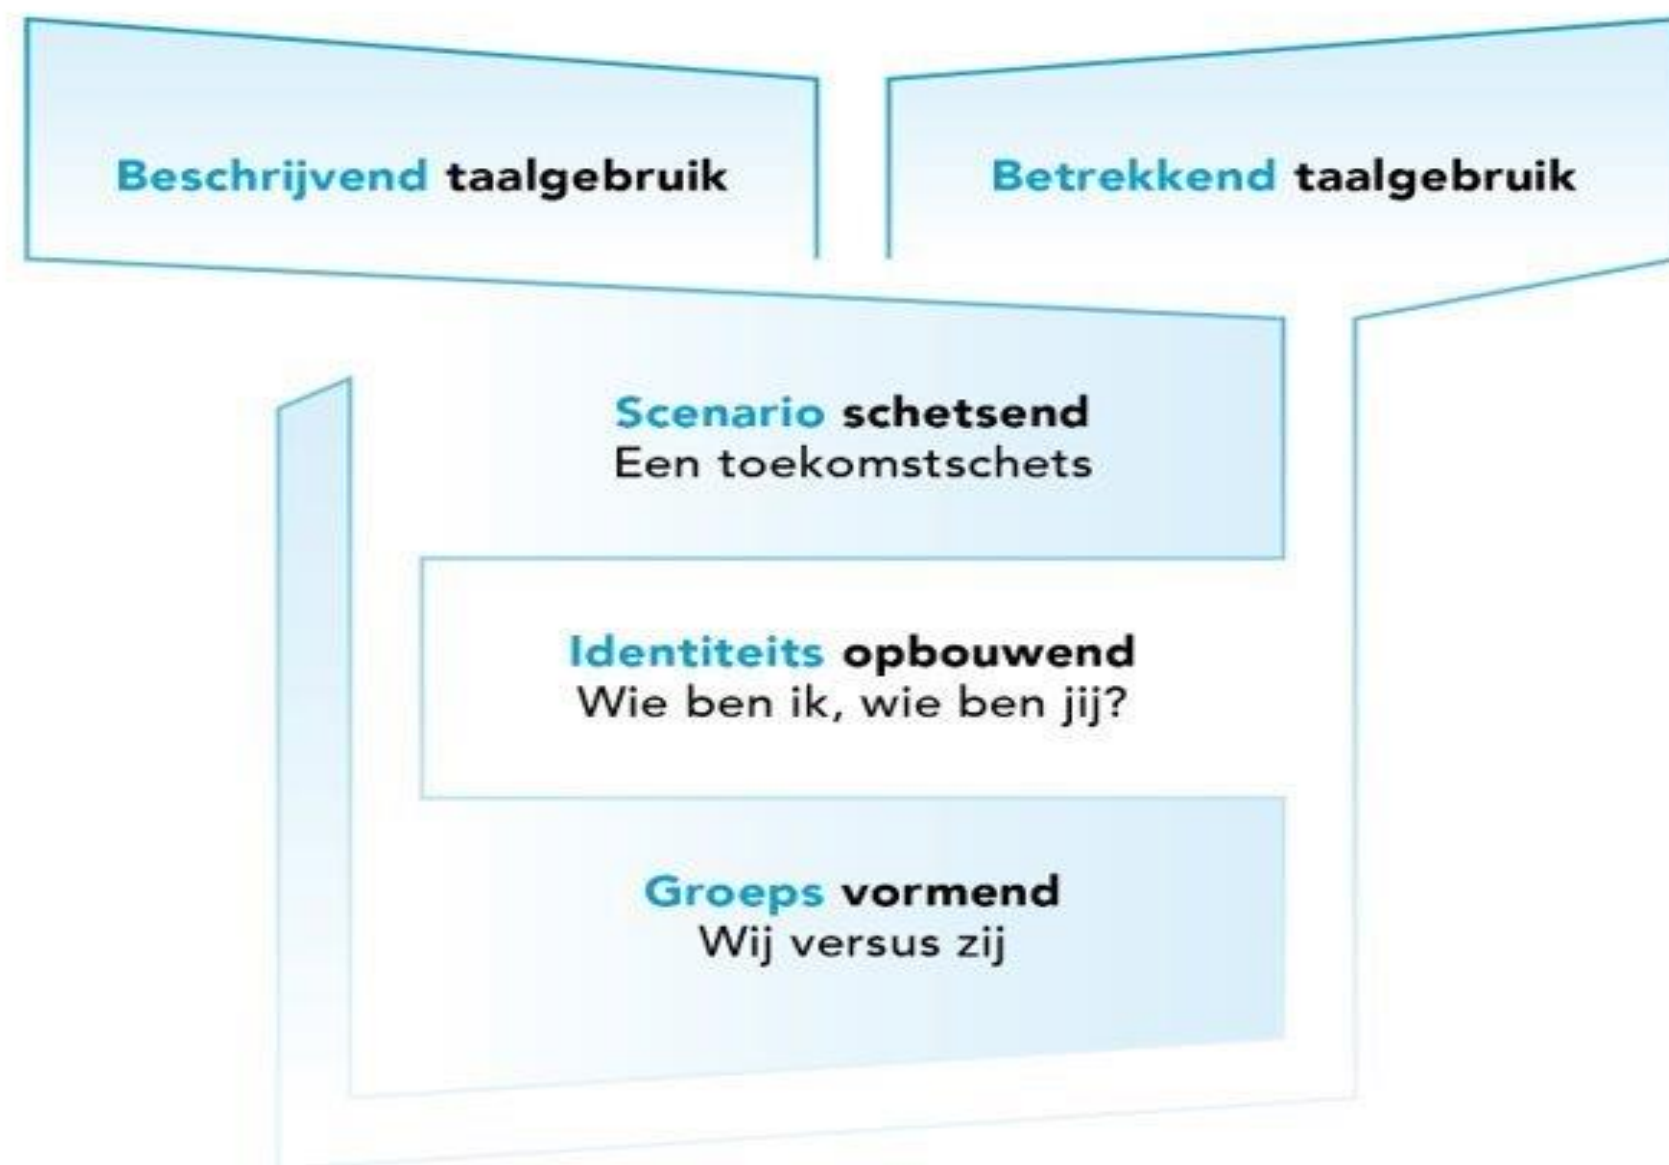 Beschrijvend taalgebruik
Betrekkend taalgebruik
Scenario schetsend
Een toekomstschets
Identiteits opbouwend
Wie ben ik, wie ben jij?
Groeps vormend
Wij versus zij